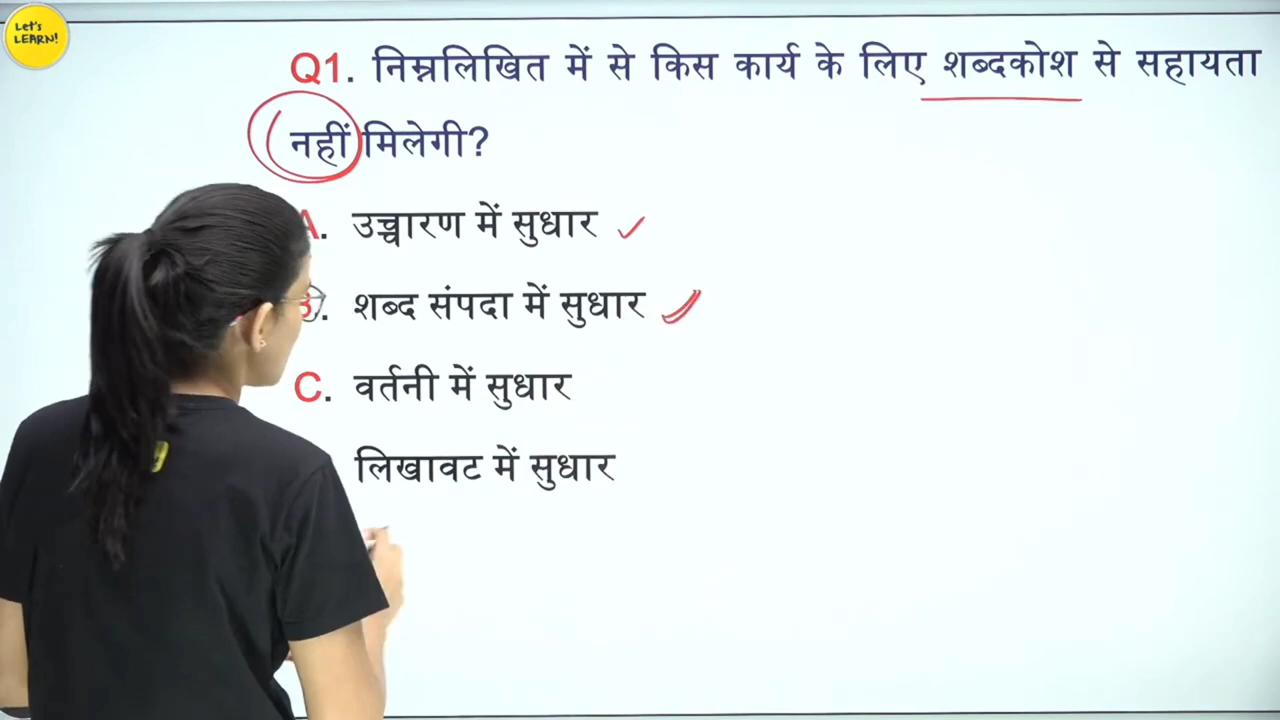 Let's
LEARN!
Q1. निम्नलिखित में से किस कार्य के लिए शब्दकोश से सहायता
नहीं मिलेगी?
A. उच्चारण में सुधार
B. शब्द संपदा में सुधार
C. वर्तनी में सुधार
लिखावट में सुधार